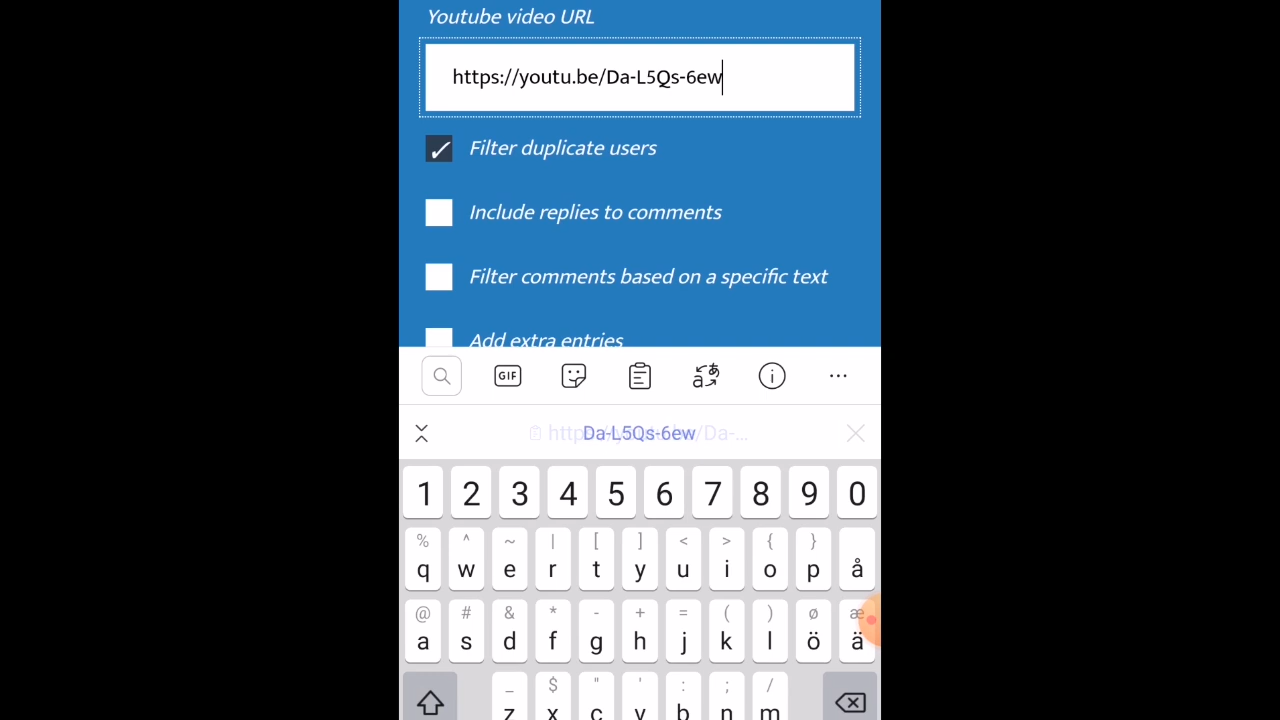 Youtube video URL
https://youtu.be/Da-L5Qs-6ew
Filter duplicate users
Include replies to comments
Filter comments based on a specific text
Add extra entries
GIF
Da-L5Qs-6ew
1 2 3 4 5 6 7 8 9 0
% ^ ~ | [ ] < > { }
q w e r t y u i o p å
@ # & * - + = ( ) ø æ
a s d f g h j k l ö ä
_ $ " ' : ; /
z x c v b n m